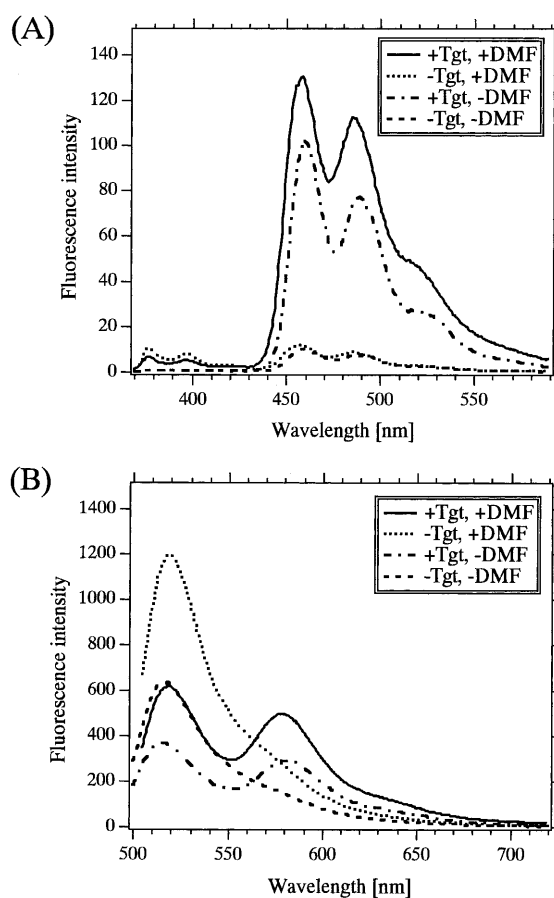 (A)
140
120
100
80
60
40
20
0
Fluorescence intensity
+Tgt, +DMF
-Tgt, +DMF
+Tgt, -DMF
-Tgt, -DMF
400
450
500
550
Wavelength [nm]
(B)
1400
1200
1000
800
600
400
200
0
Fluorescence intensity
+Tgt, +DMF
-Tgt, +DMF
+Tgt, -DMF
-Tgt, -DMF
500
550
600
650
700
Wavelength [nm]